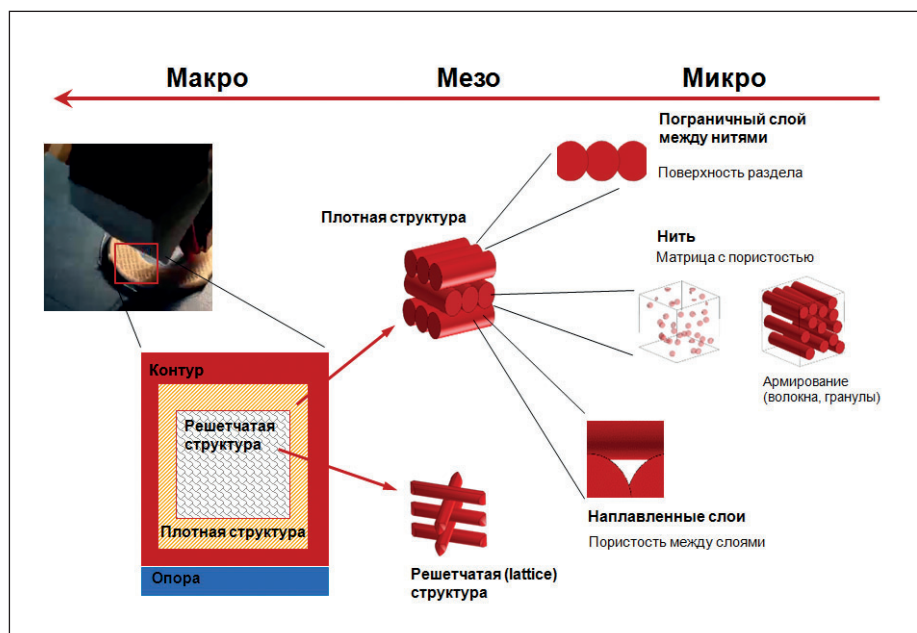 Макро
Мезо
Микро
Пограничный слой
между нитями
Поверхность раздела
Плотная структура
Нить
Матрица с пористостью
Армирование
(волокна, гранулы)
Контур
Решетчатая
структура
Плотная структура
Опора
Наплавленные слои
Пористость между слоями
Решетчатая (lattice)
структура